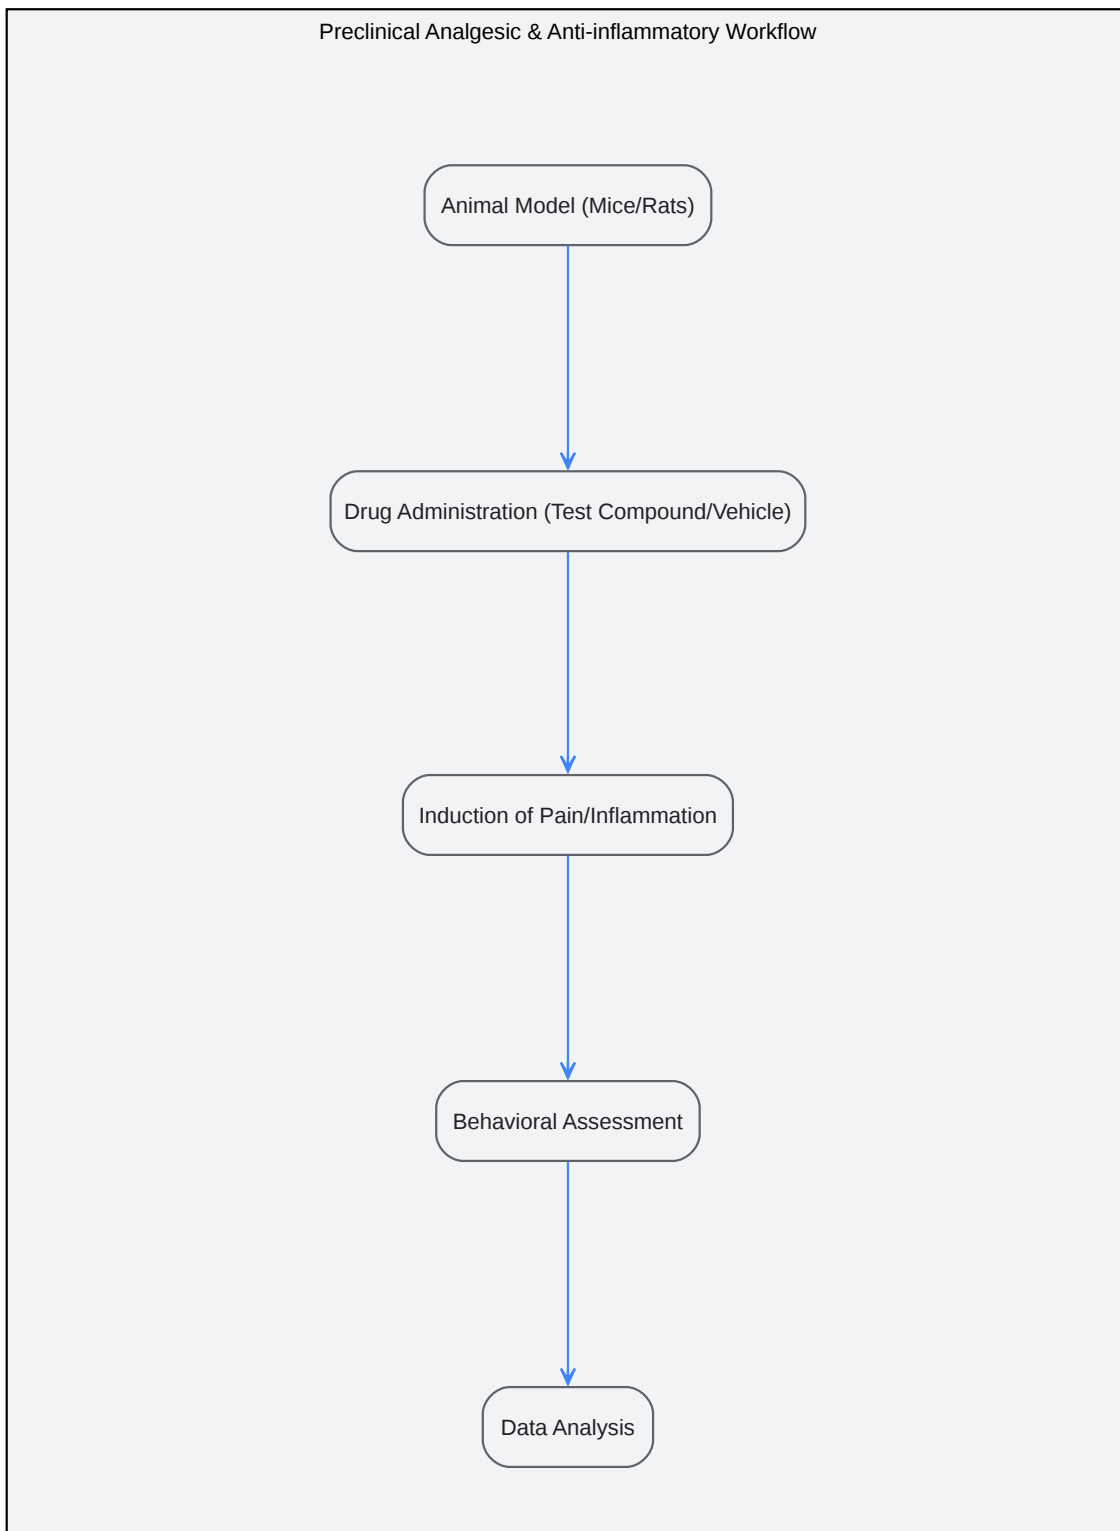 Preclinical Analgesic & Anti-inflammatory Workflow
Animal Model (Mice/Rats)
Drug Administration (Test Compound/Vehicle)
Induction of Pain/Inflammation
Behavioral Assessment
Data Analysis